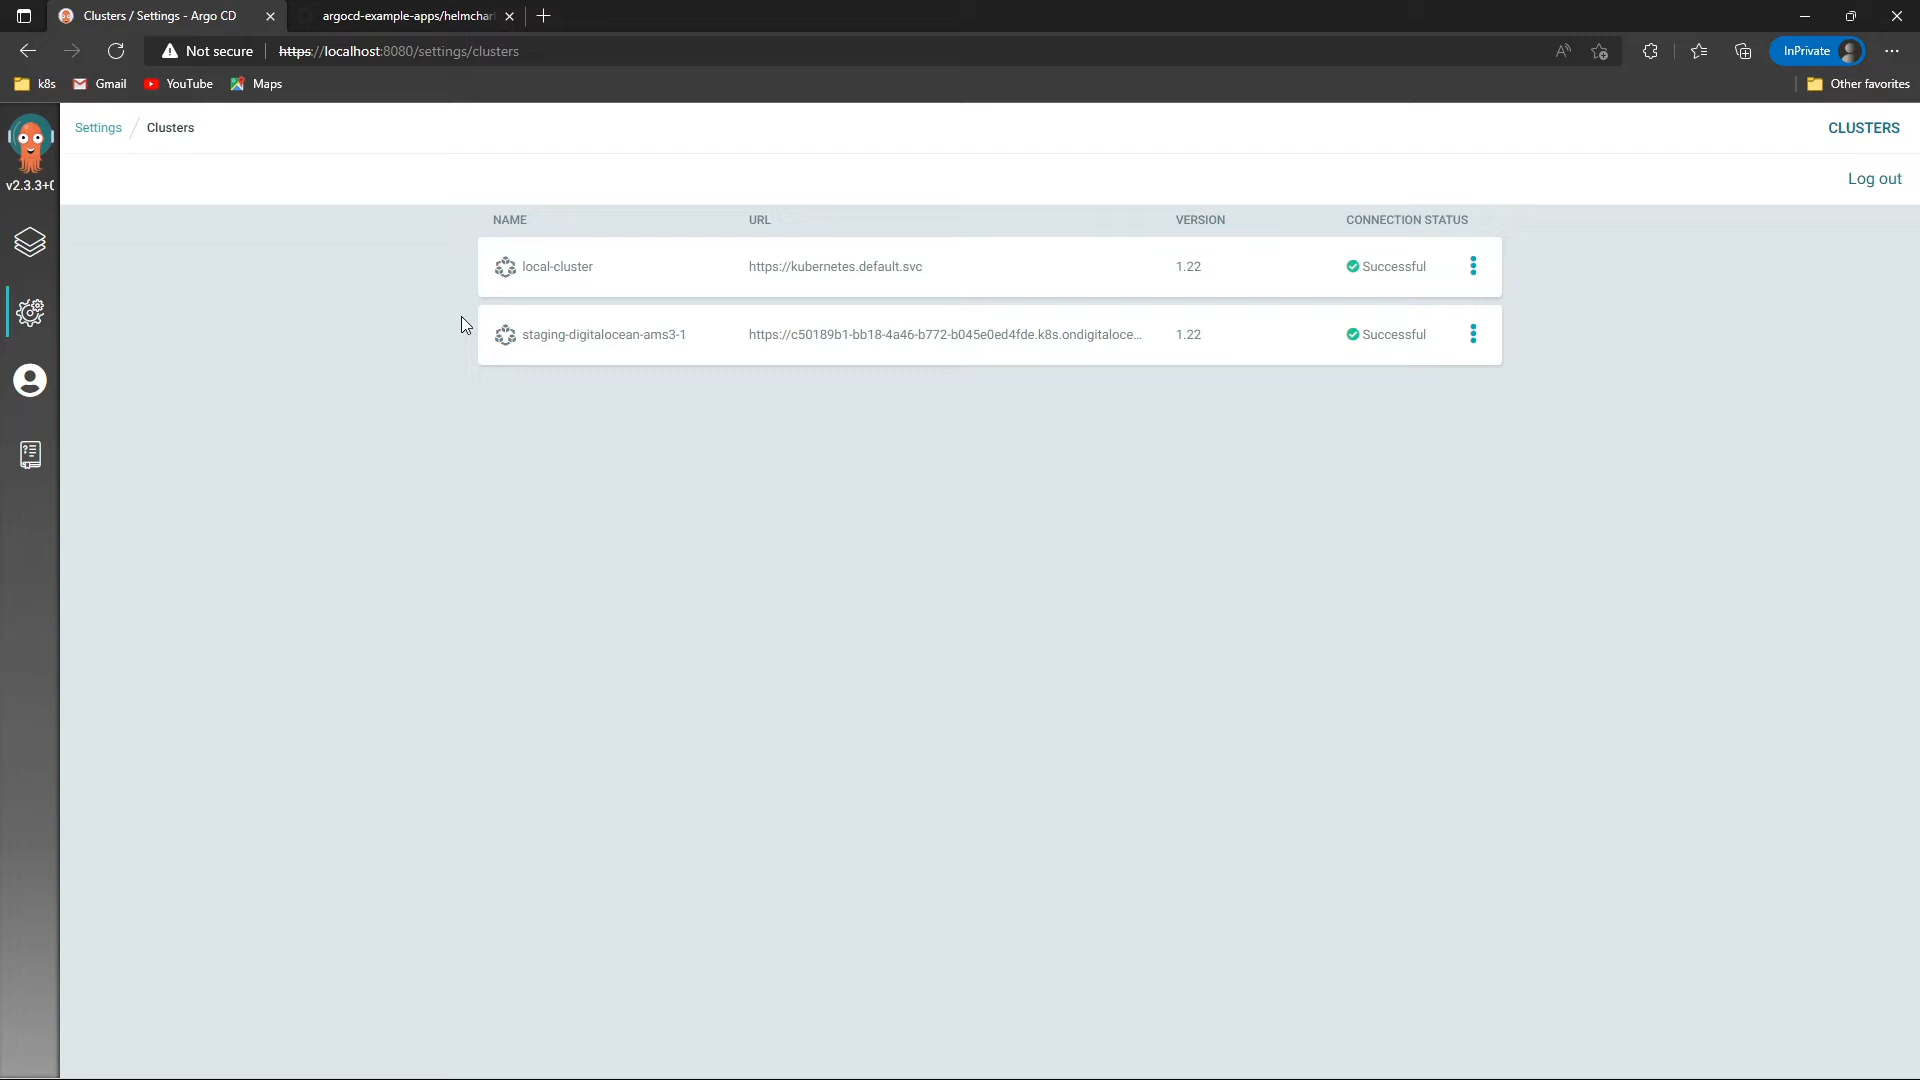 Clusters / Settings - Argo CD
argocd-example-apps/helmchar
Not secure
https://localhost:8080/settings/clusters
InPrivate
k8s
Gmail
YouTube
Maps
Other favorites
Settings / Clusters
CLUSTERS
v2.3.3+
Log out
NAME URL VERSION CONNECTION STATUS
local-cluster https://kubernetes.default.svc 1.22 Successful
staging-digitalocean-ams3-1 https://c50189b1-bb18-4a46-b772-b045e0ed4fde.k8s.ondigitaloce... 1.22 Successful